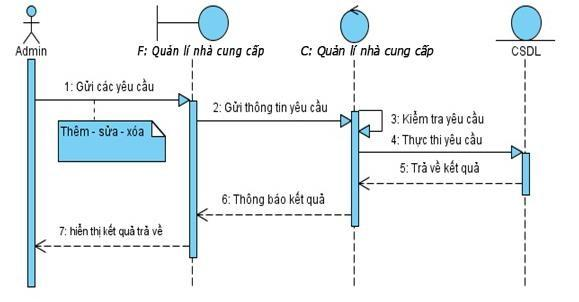 Admin
F: Quản lí nhà cung cấp
C: Quản lí nhà cung cấp
CSDL
1: Gửi các yêu cầu
2: Gửi thông tin yêu cầu
3: Kiểm tra yêu cầu
Thêm - sửa - xóa
4: Thực thi yêu cầu
5: Trả về kết quả
6: Thông báo kết quả
7: hiển thị kết quả trả về